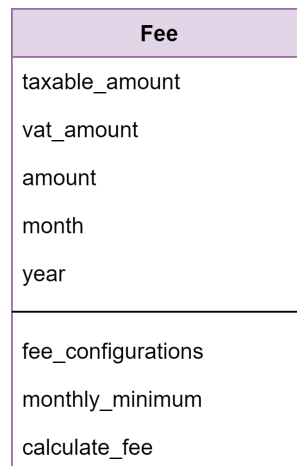 Fee
taxable_amount
vat_amount
amount
month
year
fee_configurations
monthly_minimum
calculate_fee